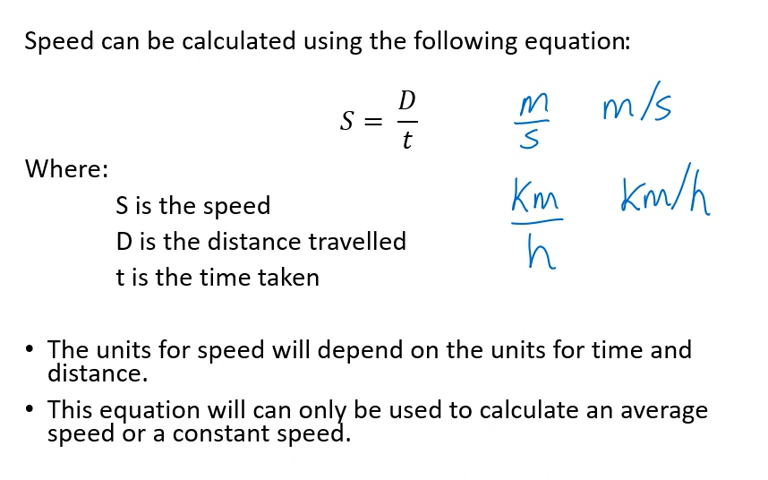 Speed can be calculated using the following equation:
S = D/t
m/s m/s
Km/h Km/h
Where:
S is the speed
D is the distance travelled
t is the time taken
• The units for speed will depend on the units for time and
distance.
• This equation will can only be used to calculate an average
speed or a constant speed.